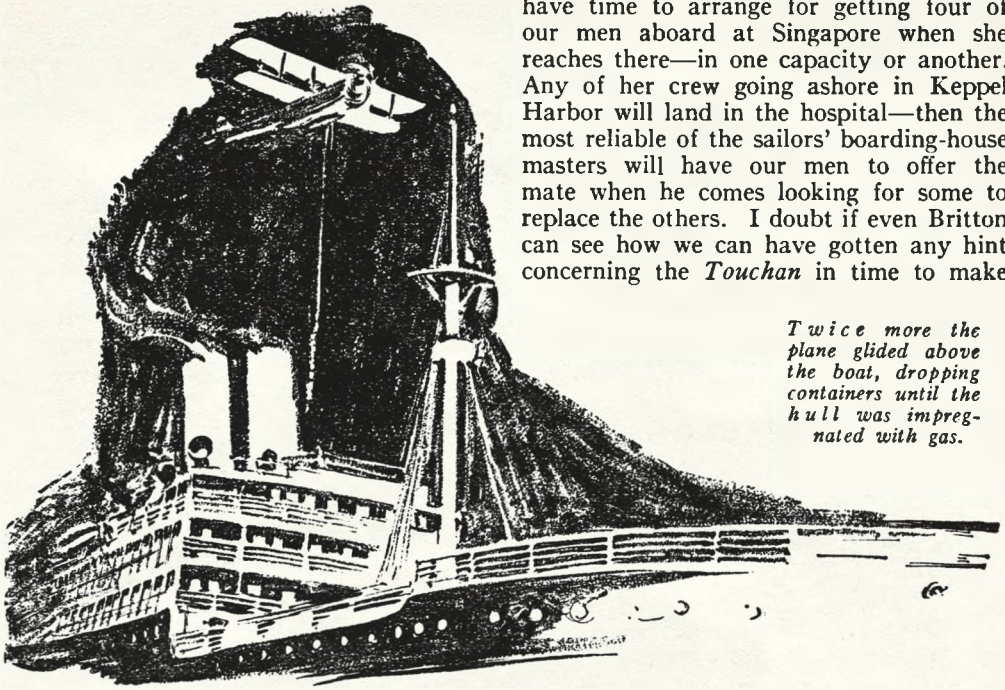 have time to arrange for getting four of
our men aboard at Singapore when she
reaches there—in one capacity or another.
Any of her crew going ashore in Keppel
Harbor will land in the hospital—then the
most reliable of the sailors' boarding-house
masters will have our men to offer the
mate when he comes looking for some to
replace the others. I doubt if even Britton
can see how we can have gotten any hint
concerning the Touchan in time to make
Twice more the
plane glided above
the boat, dropping
containers until the
hull was impreg-
nated with gas.